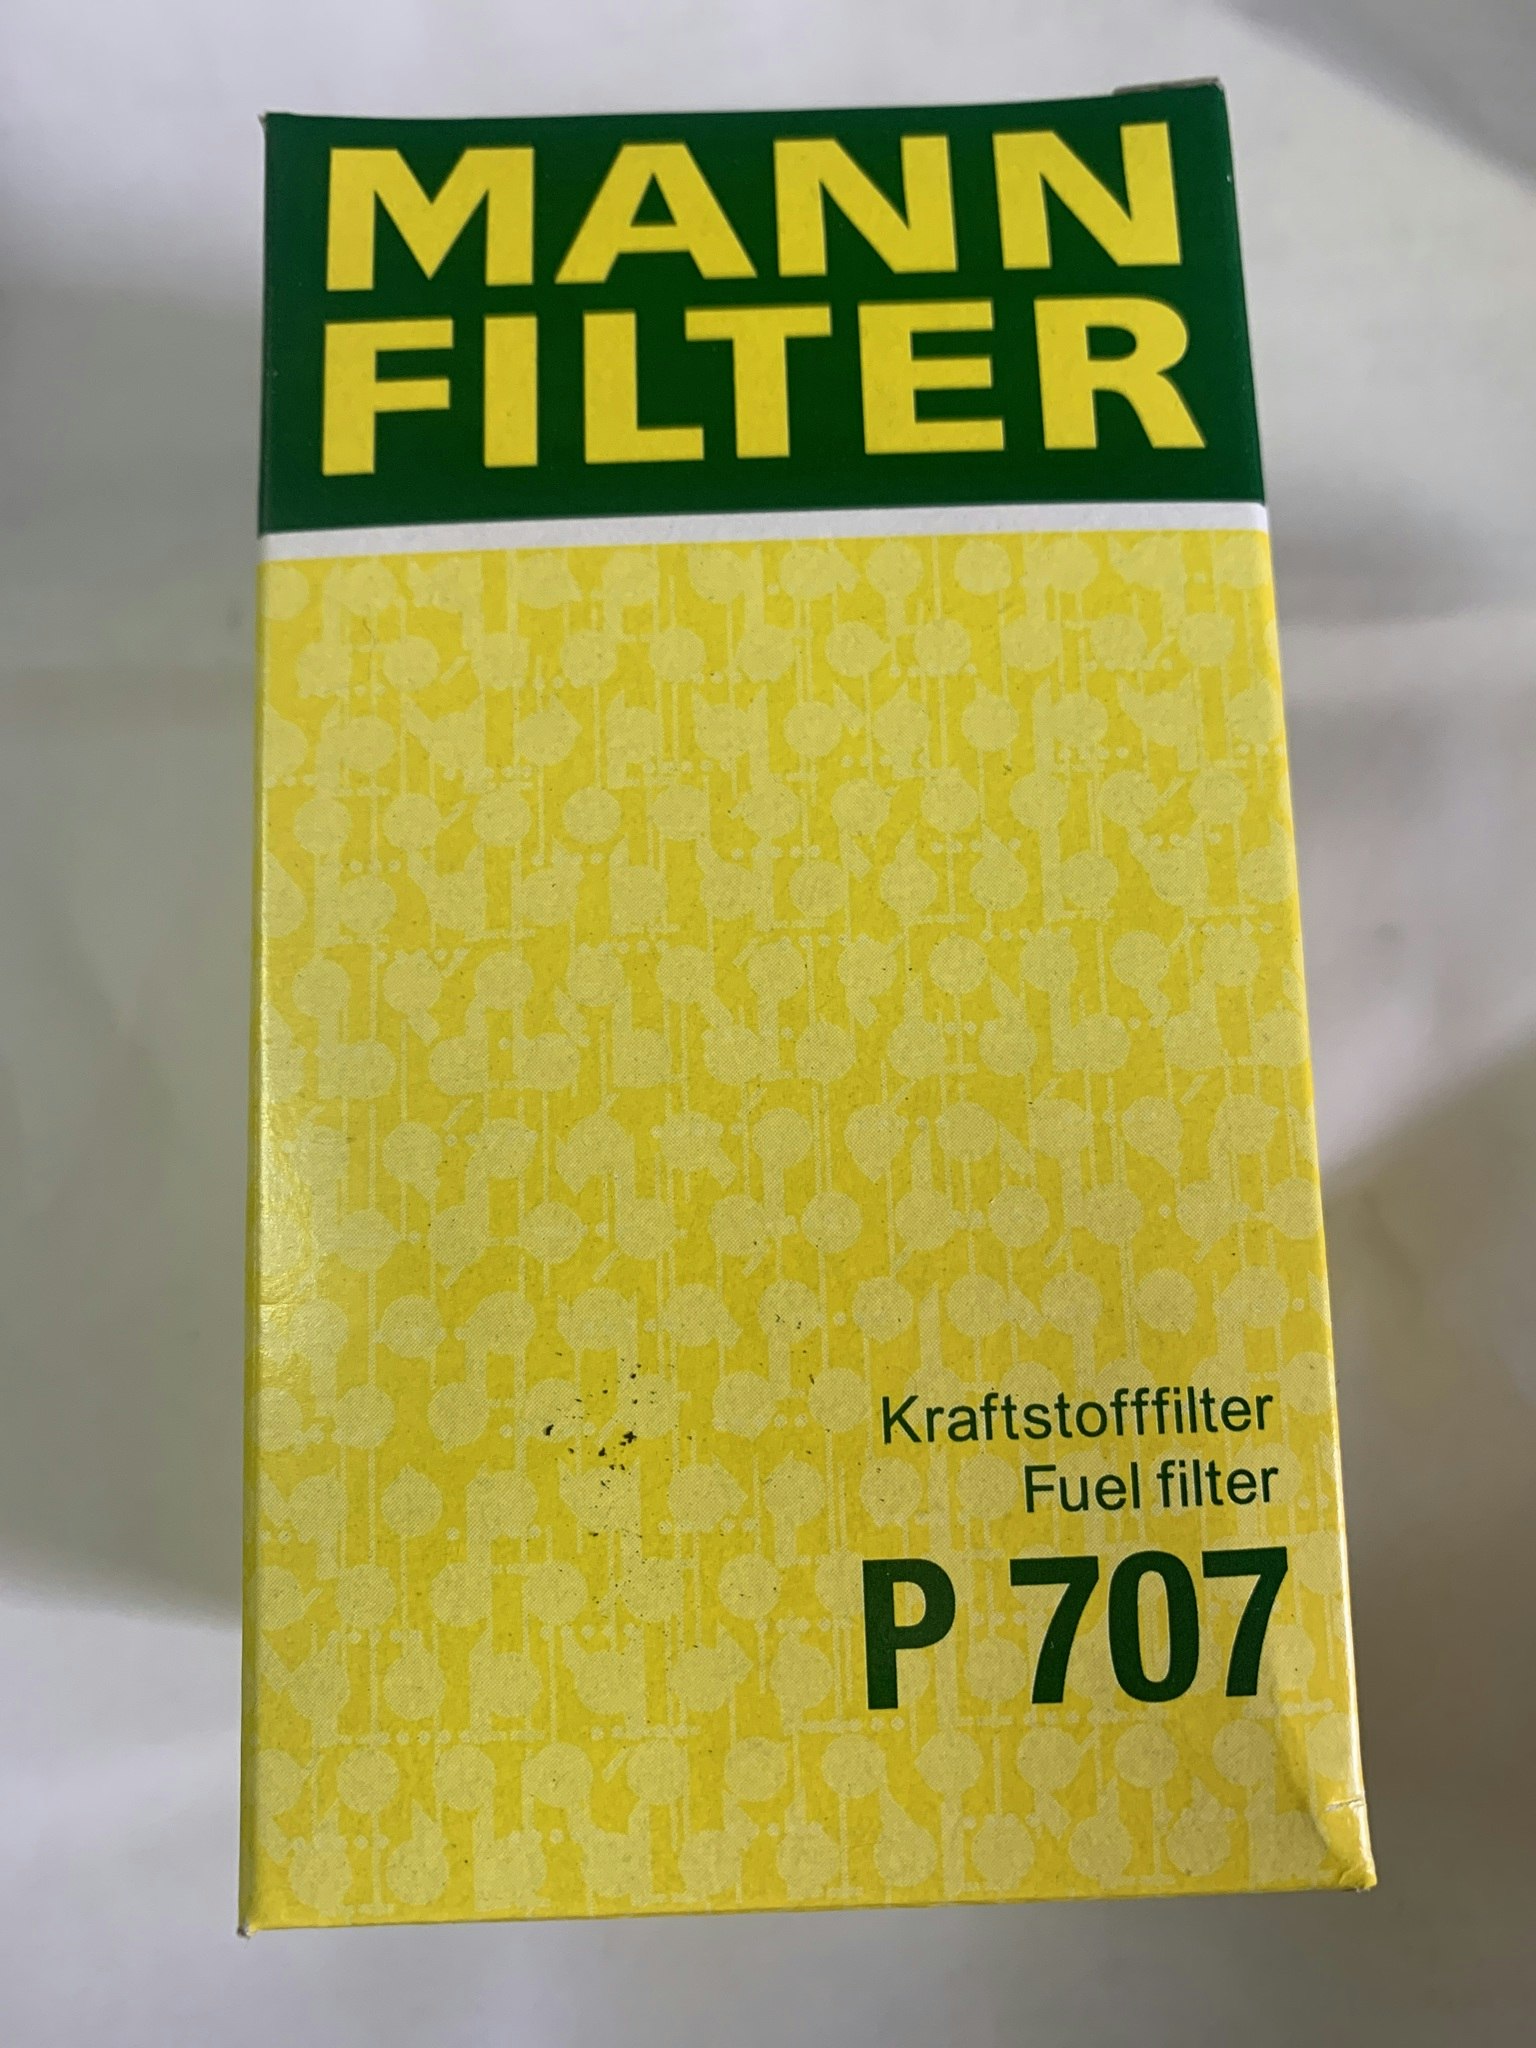 MANN
FILTER
Kraftstofffilter
Fuel filter
P 707